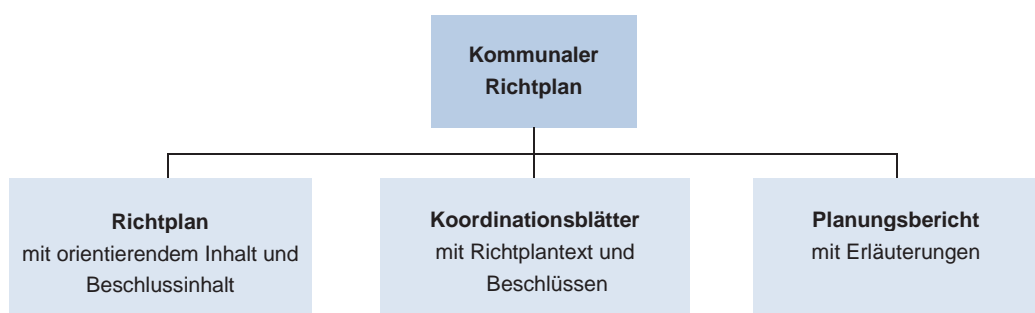 Kommunaler
Richtplan
Richtplan
mit orientierendem Inhalt und
Beschlussinhalt
Koordinationsblätter
mit Richtplantext und
Beschlüssen
Planungsbericht
mit Erläuterungen